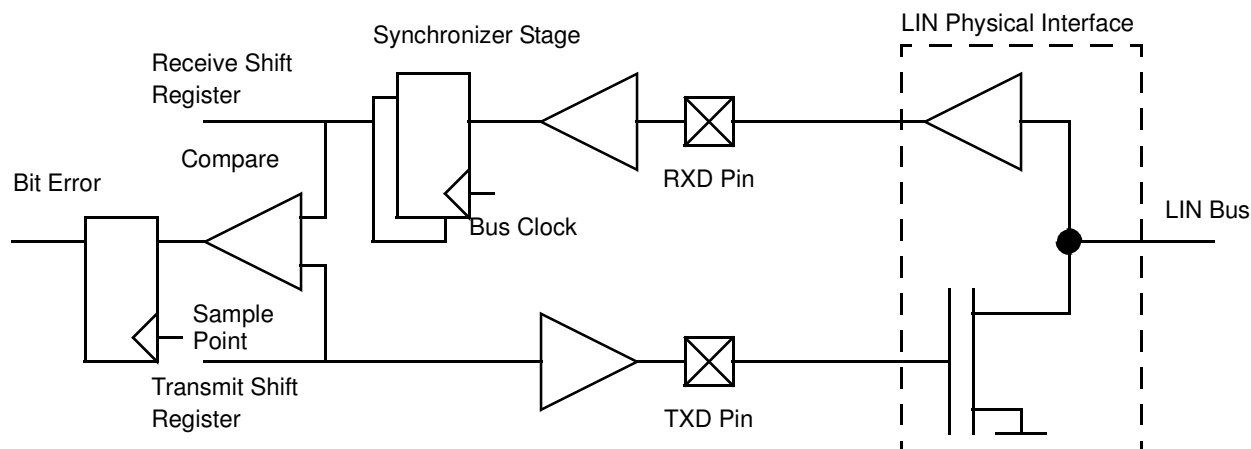 LIN Physical Interface
Synchronizer Stage
Receive Shift
Register
Compare
RXD Pin
Bit Error
LIN Bus
Bus Clock
Sample
Point
Transmit Shift
Register
TXD Pin